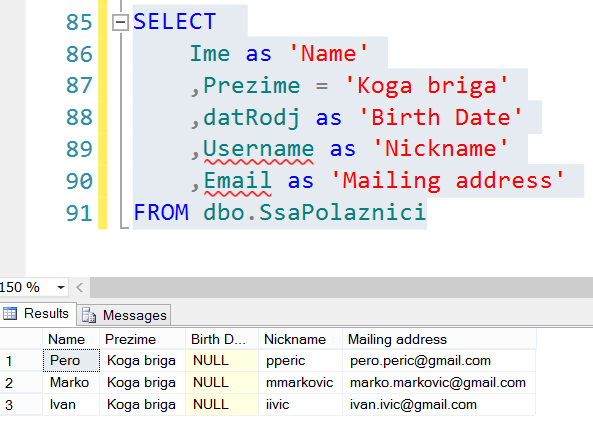 85 SELECT
86 Ime as 'Name'
87 ,Prezime = 'Koga briga'
88 ,datRodj as 'Birth Date'
89 ,Username as 'Nickname'
90 ,Email as 'Mailing address'
91 FROM dbo.SsaPolaznici
150 %
Results Messages
Name Prezime Birth D... Nickname Mailing address
1 Pero Koga briga NULL pperic pero.peric@gmail.com
2 Marko Koga briga NULL mmarkovic marko.markovic@gmail.com
3 Ivan Koga briga NULL iivic ivan.ivic@gmail.com